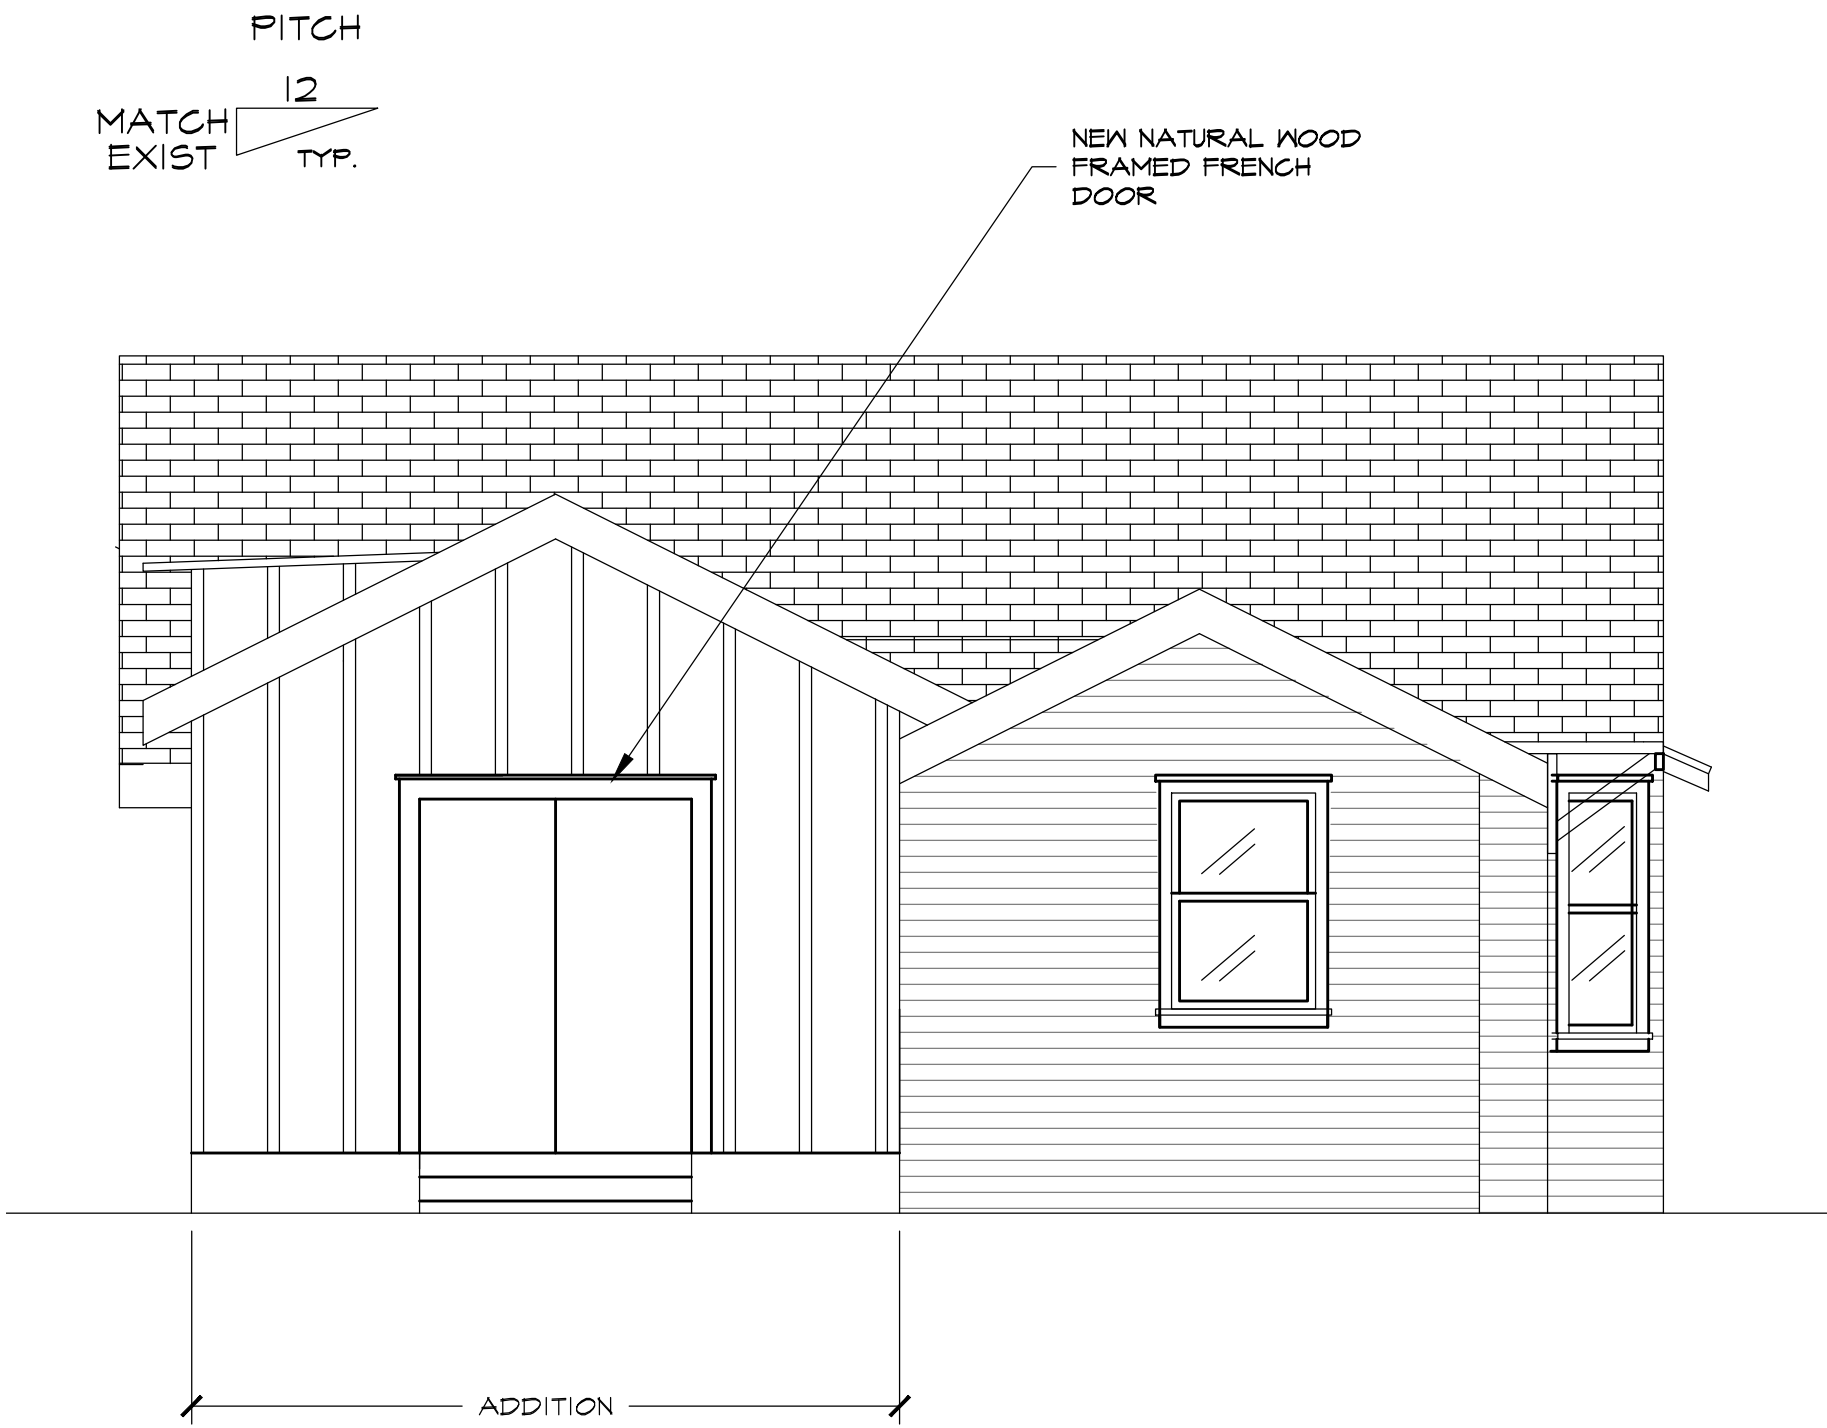 PITCH
12
MATCH
EXIST
TYP.
NEW NATURAL WOOD
FRAMED FRENCH
DOOR
ADDITION